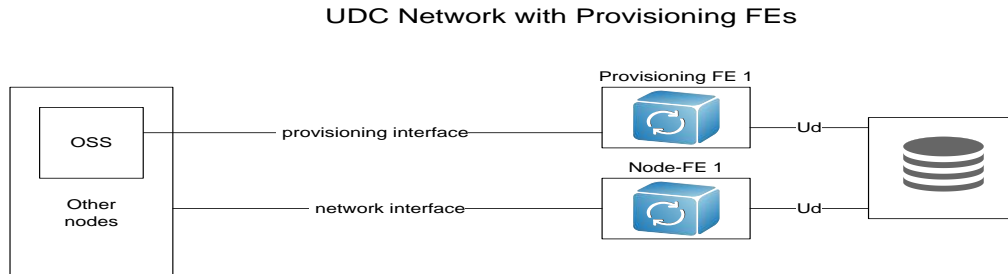 UDC Network with Provisioning FEs
Provisioning FE 1
OSS
provisioning interface
Ud
Node-FE 1
Other
nodes
network interface
Ud